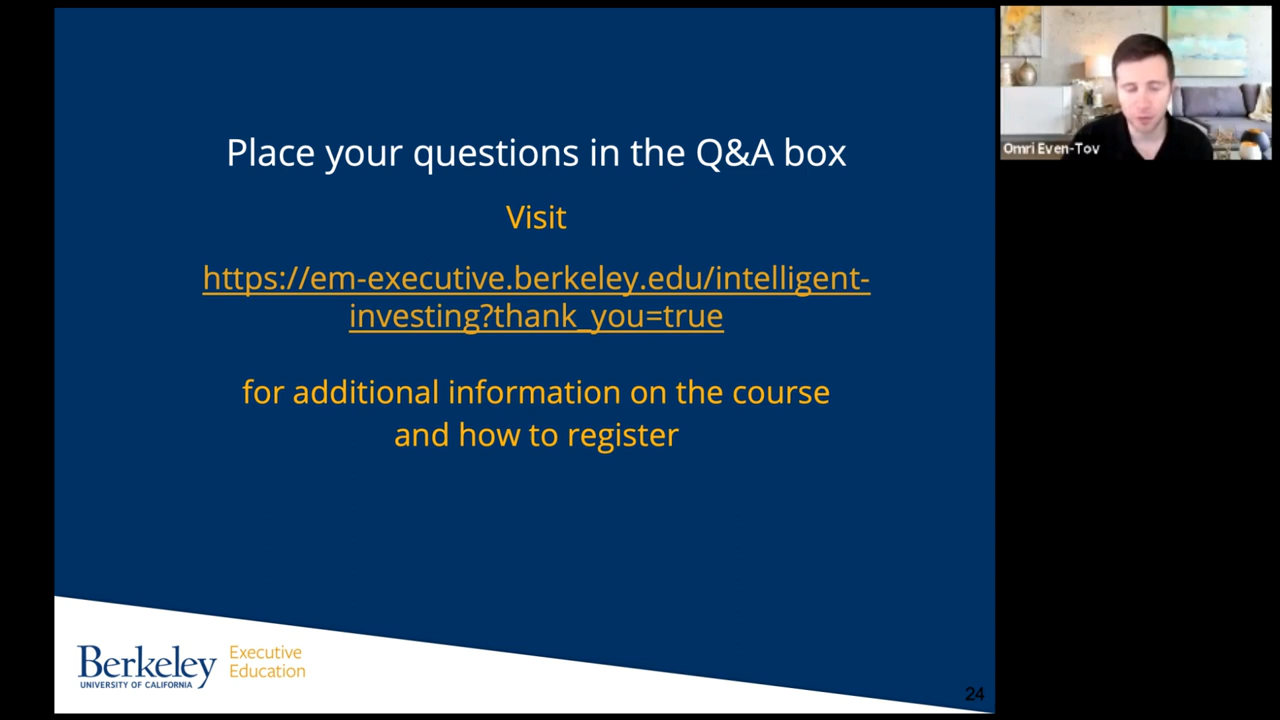 Place your questions in the Q&A box
Visit
https://em-executive.berkeley.edu/intelligent-
investing?thank_you=true
for additional information on the course
and how to register
Berkeley
UNIVERSITY OF CALIFORNIA
Executive
Education
24
Omri Even-Tov